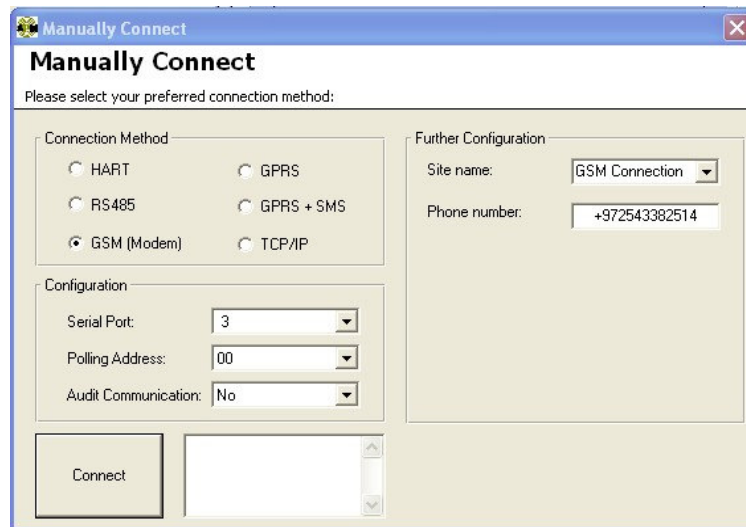 Manually Connect
Manually Connect
Please select your preferred connection method:
Connection Method
HART
GPRS
RS485
GPRS + SMS
GSM (Modem)
TCP/IP
Configuration
Serial Port: 3
Polling Address: 00
Audit Communication: No
Connect
Further Configuration
Site name: GSM Connection
Phone number: +972543382514